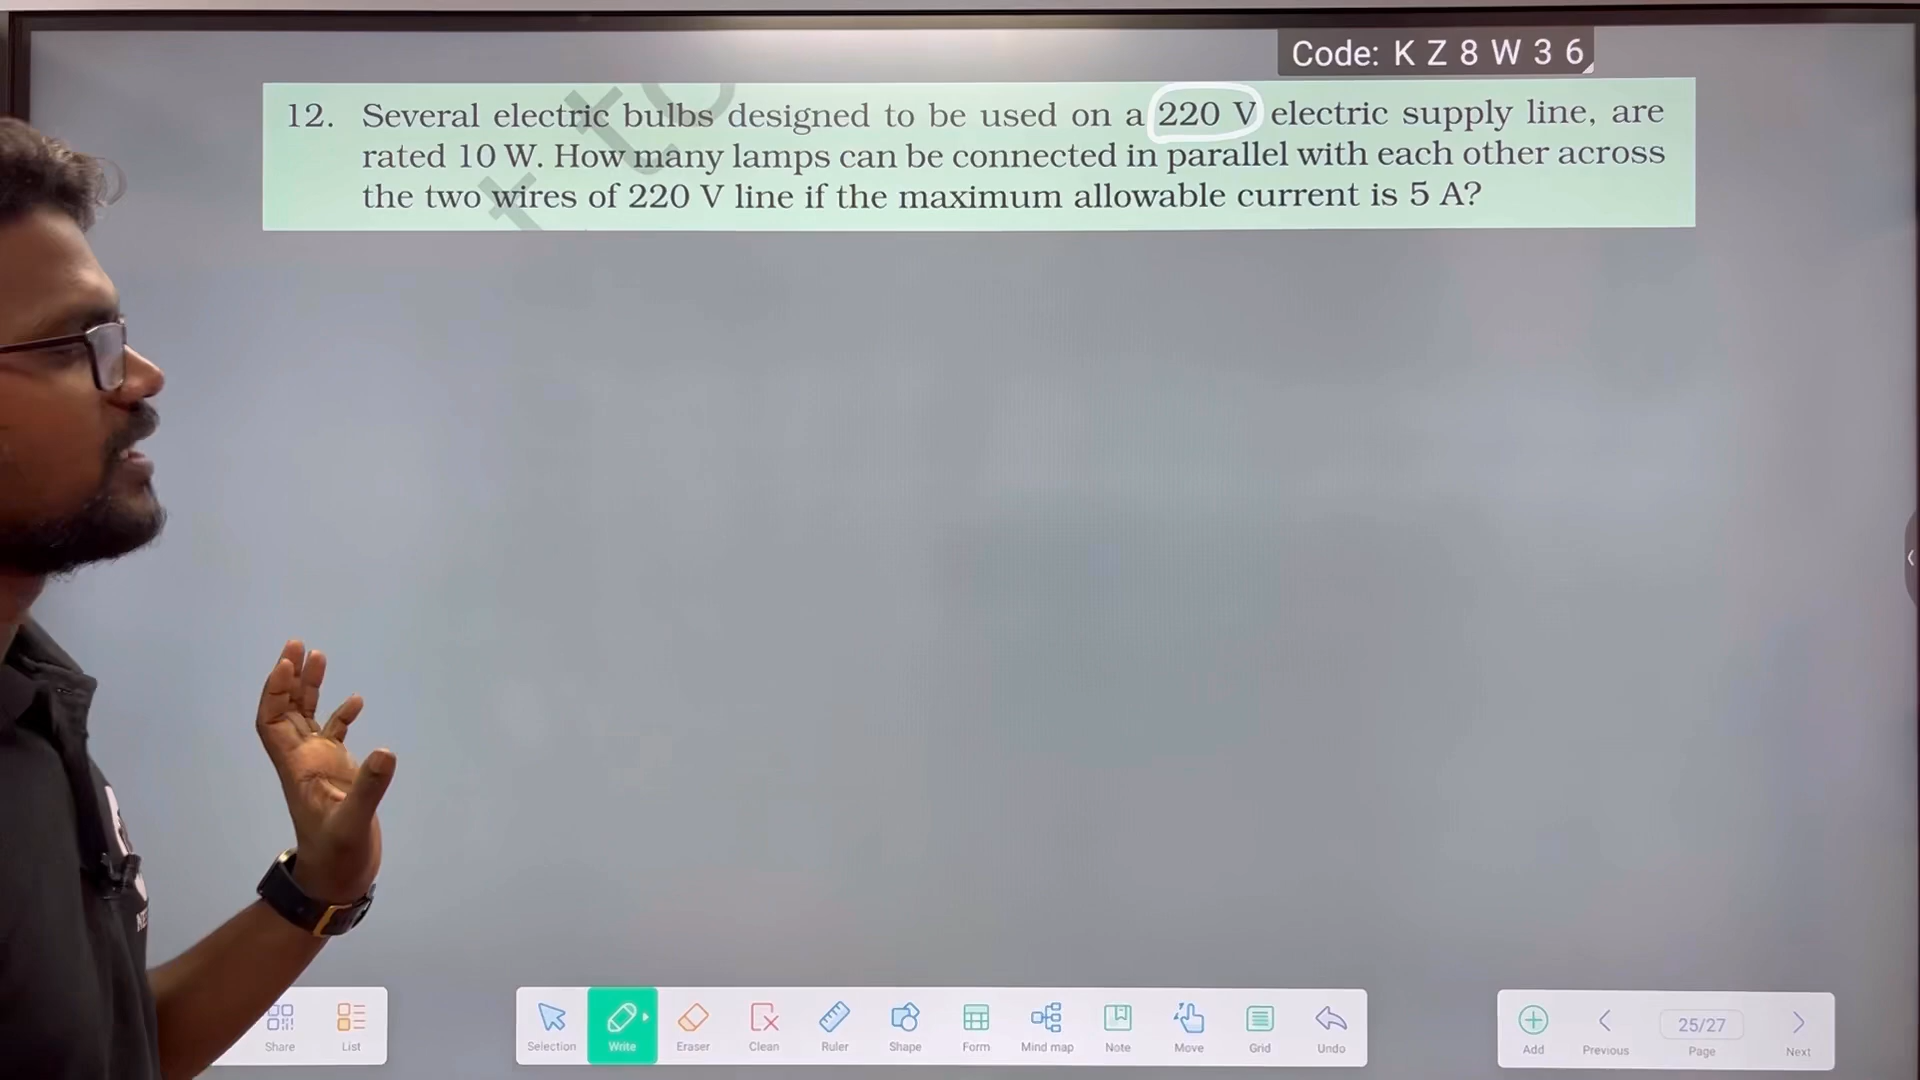 Code: K Z 8 W 3 6
12. Several electric bulbs designed to be used on a 220 V electric supply line, are
rated 10 W. How many lamps can be connected in parallel with each other across
the two wires of 220 V line if the maximum allowable current is 5 A?
Share List Selection Write Eraser Clean Ruler Shape Form Mind map Note Move Grid Undo Add Previous 25/27 Page Next